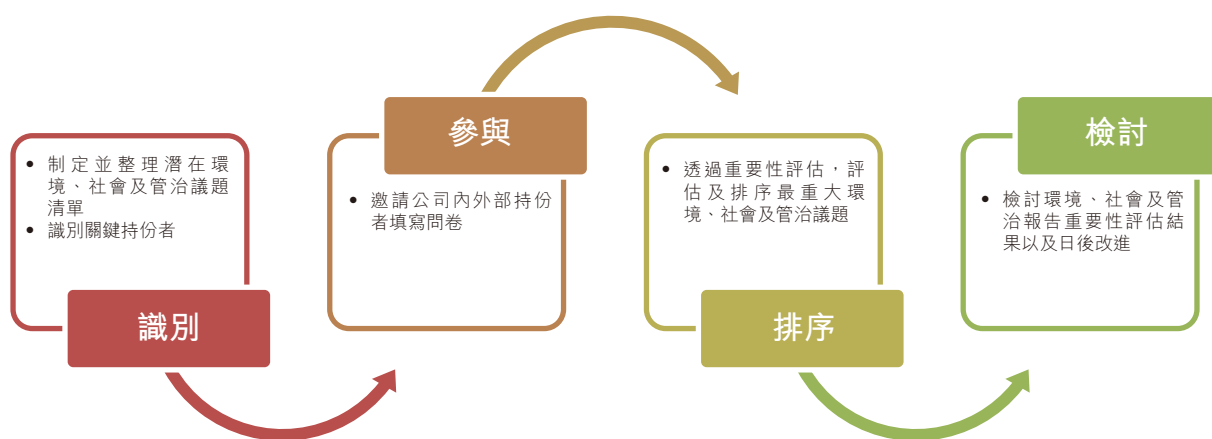 • 制定並整理潛在環
境、社會及管治議題
清單
• 識別關鍵持份者
識別
參與
• 邀請公司內外部持份
者填寫問卷
• 透過重要性評估，評
估及排序最重大環
境、社會及管治議題
排序
檢討
• 檢討環境、社會及管
治報告重要性評估結
果以及日後改進